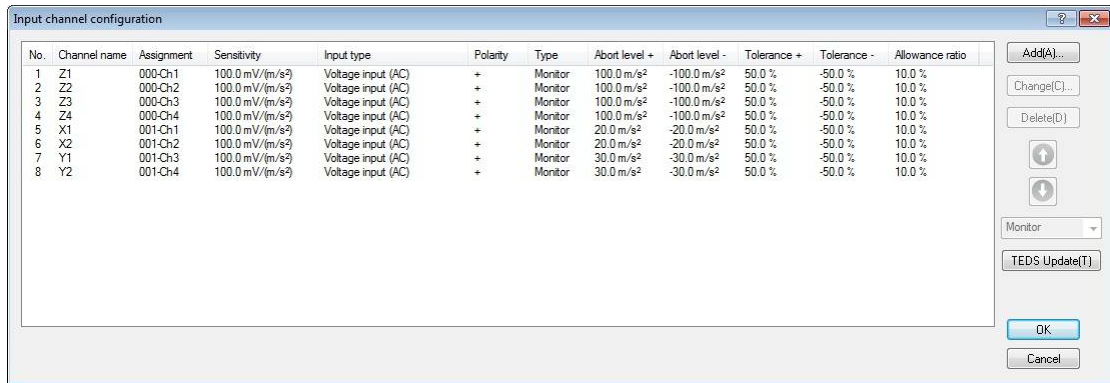 Input channel configuration
No. Channel name Assignment Sensitivity Input type Polarity Type Abort level + Abort level - Tolerance + Tolerance - Allowance ratio
1 Z1 000-Ch1 100.0 mV/(m/s²) Voltage input (AC) + Monitor 100.0 m/s² -100.0 m/s² 50.0 % -50.0 % 10.0 %
2 Z2 000-Ch2 100.0 mV/(m/s²) Voltage input (AC) + Monitor 100.0 m/s² -100.0 m/s² 50.0 % -50.0 % 10.0 %
3 Z3 000-Ch3 100.0 mV/(m/s²) Voltage input (AC) + Monitor 100.0 m/s² -100.0 m/s² 50.0 % -50.0 % 10.0 %
4 Z4 000-Ch4 100.0 mV/(m/s²) Voltage input (AC) + Monitor 100.0 m/s² -100.0 m/s² 50.0 % -50.0 % 10.0 %
5 X1 001-Ch1 100.0 mV/(m/s²) Voltage input (AC) + Monitor 20.0 m/s² -20.0 m/s² 50.0 % -50.0 % 10.0 %
6 X2 001-Ch2 100.0 mV/(m/s²) Voltage input (AC) + Monitor 20.0 m/s² -20.0 m/s² 50.0 % -50.0 % 10.0 %
7 Y1 001-Ch3 100.0 mV/(m/s²) Voltage input (AC) + Monitor 30.0 m/s² -30.0 m/s² 50.0 % -50.0 % 10.0 %
8 Y2 001-Ch4 100.0 mV/(m/s²) Voltage input (AC) + Monitor 30.0 m/s² -30.0 m/s² 50.0 % -50.0 % 10.0 %
Add(A)...
Change(C)...
Delete(D)
Monitor
TEDS Update(T)
OK
Cancel